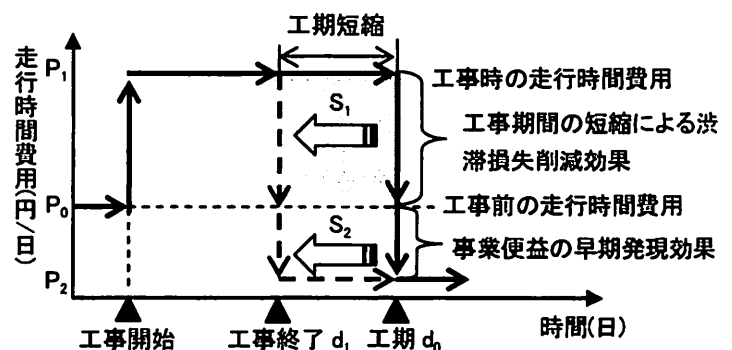 工期短縮
走行時間費用(円/日)
P₁
工事時の走行時間費用
S₁
工事期間の短縮による渋
滞損失削減効果
P₀
工事前の走行時間費用
S₂
事業便益の早期発現効果
P₂
工事開始
工事終了 d₁
工期 d₀
時間(日)